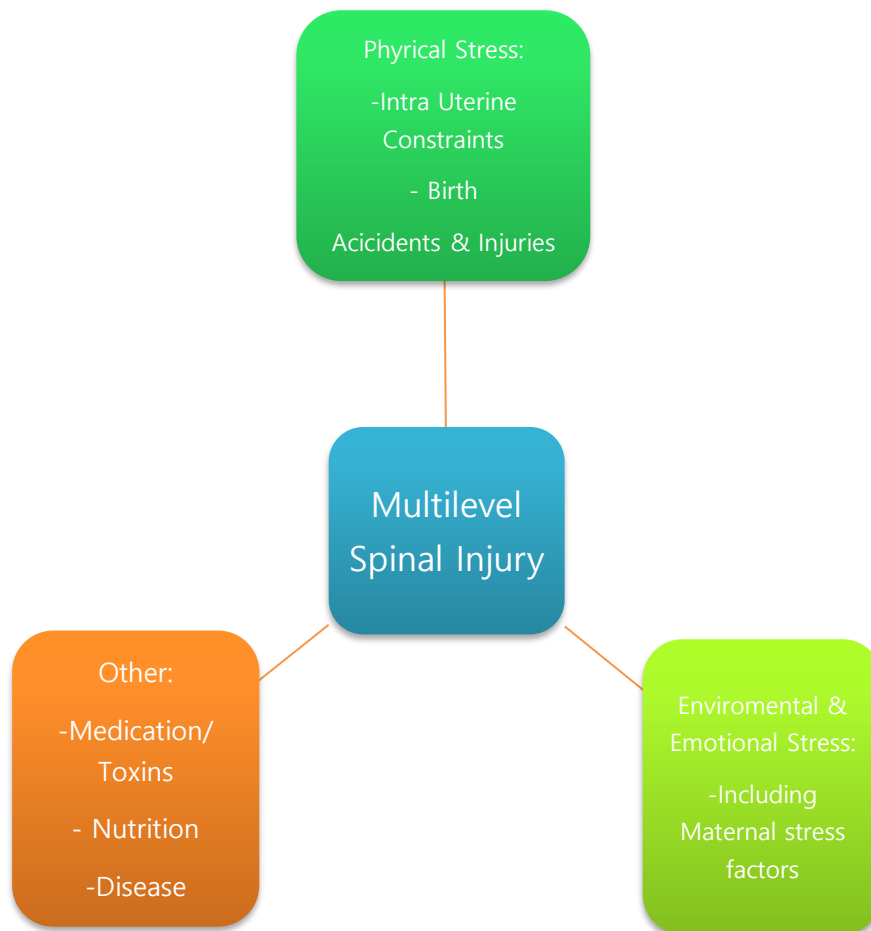 Phyrical Stress:
-Intra Uterine
Constraints
- Birth
Acicidents & Injuries
Multilevel
Spinal Injury
Other:
-Medication/
Toxins
- Nutrition
-Disease
Enviromental &
Emotional Stress:
-Including
Maternal stress
factors